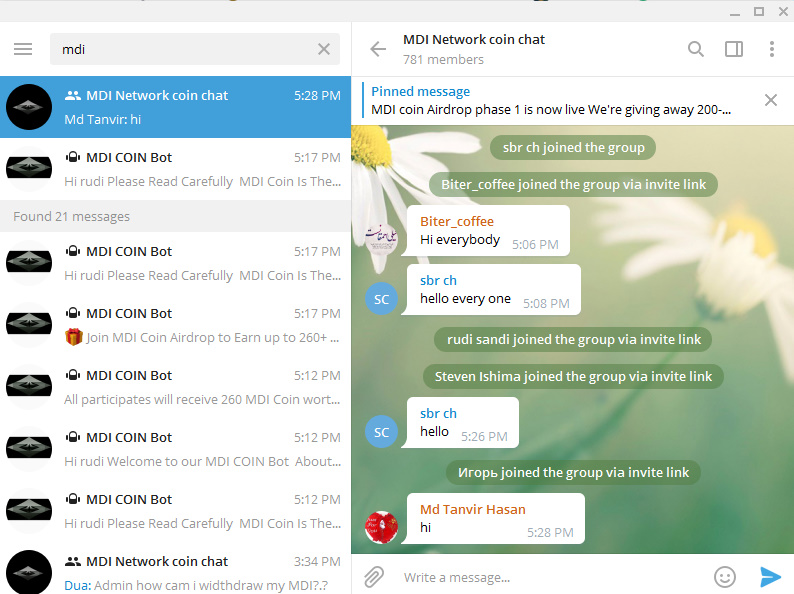 mdi
MDI Network coin chat 5:28 PM
Md Tanvir: hi
MDI COIN Bot 5:17 PM
Hi rudi Please Read Carefully MDI Coin Is The...
Found 21 messages
MDI COIN Bot 5:17 PM
Hi rudi Please Read Carefully MDI Coin Is The...
MDI COIN Bot 5:17 PM
Join MDI Coin Airdrop to Earn up to 260+ ...
MDI COIN Bot 5:12 PM
All participates will receive 260 MDI Coin wort...
MDI COIN Bot 5:12 PM
Hi rudi Welcome to our MDI COIN Bot About...
MDI COIN Bot 5:12 PM
Hi rudi Please Read Carefully MDI Coin Is The...
MDI Network coin chat 3:34 PM
Dua: Admin how cam i widthdraw my MDI?.?
MDI Network coin chat
781 members
Pinned message
MDI coin Airdrop phase 1 is now live We're giving away 200-...
sbr ch joined the group
Biter_coffee joined the group via invite link
Biter_coffee
Hi everybody 5:06 PM
sbr ch
SC hello every one 5:08 PM
rudi sandi joined the group via invite link
Steven Ishima joined the group via invite link
sbr ch
SC hello 5:26 PM
Игорь joined the group via invite link
Md Tanvir Hasan
hi 5:28 PM
Write a message...